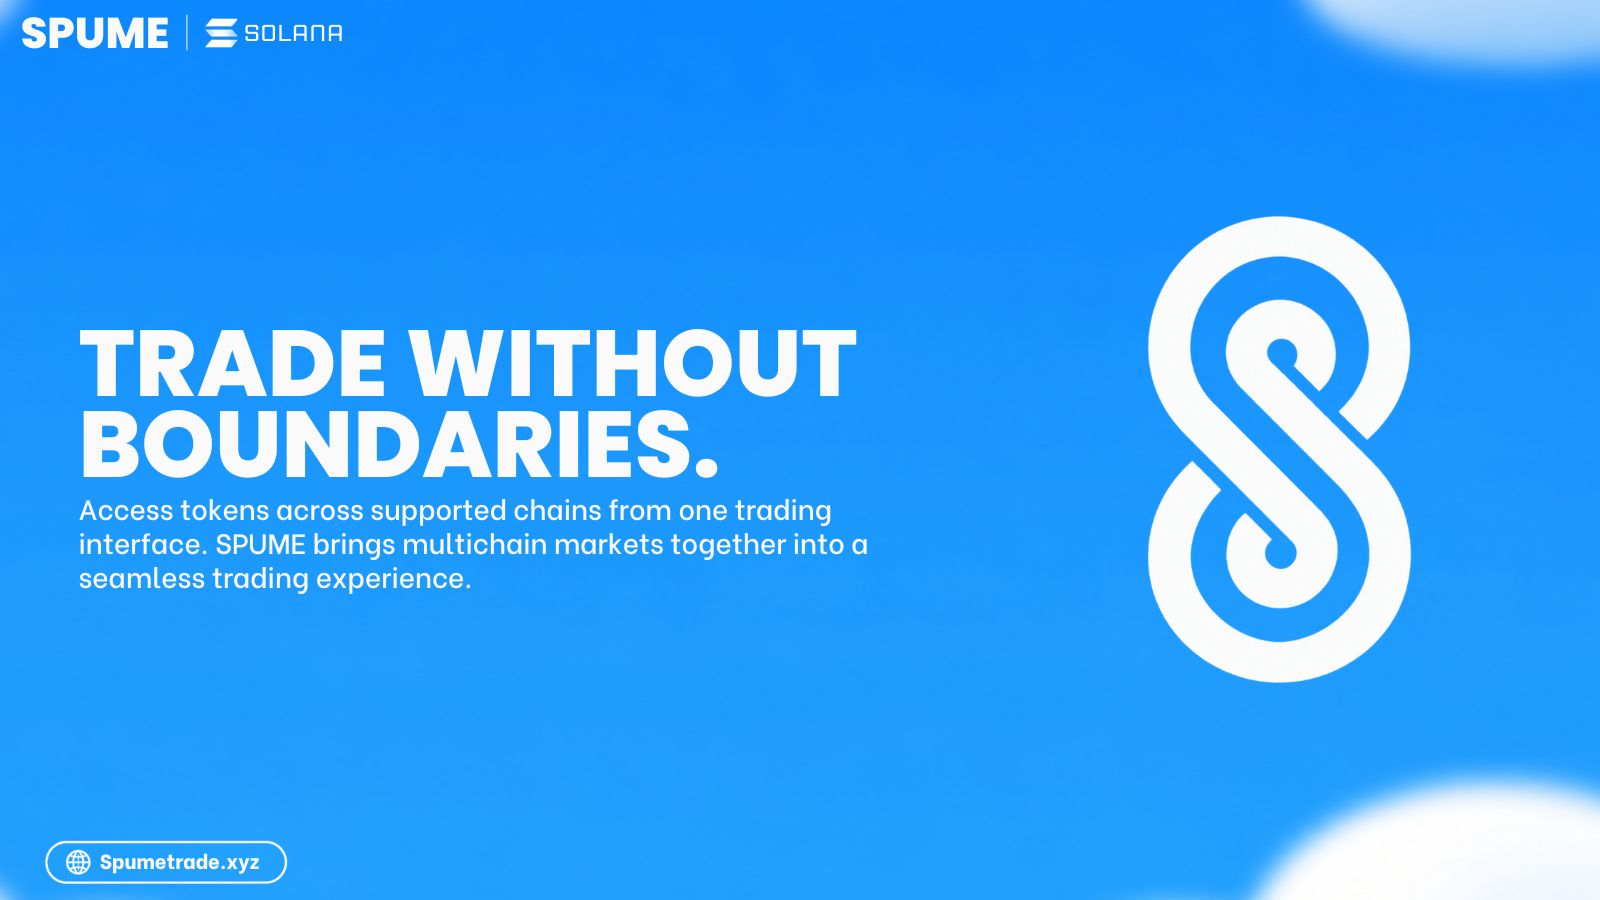 SPUME | SOLANA
TRADE WITHOUT
BOUNDARIES.
Access tokens across supported chains from one trading
interface. SPUME brings multichain markets together into a
seamless trading experience.
Spumetrade.xyz